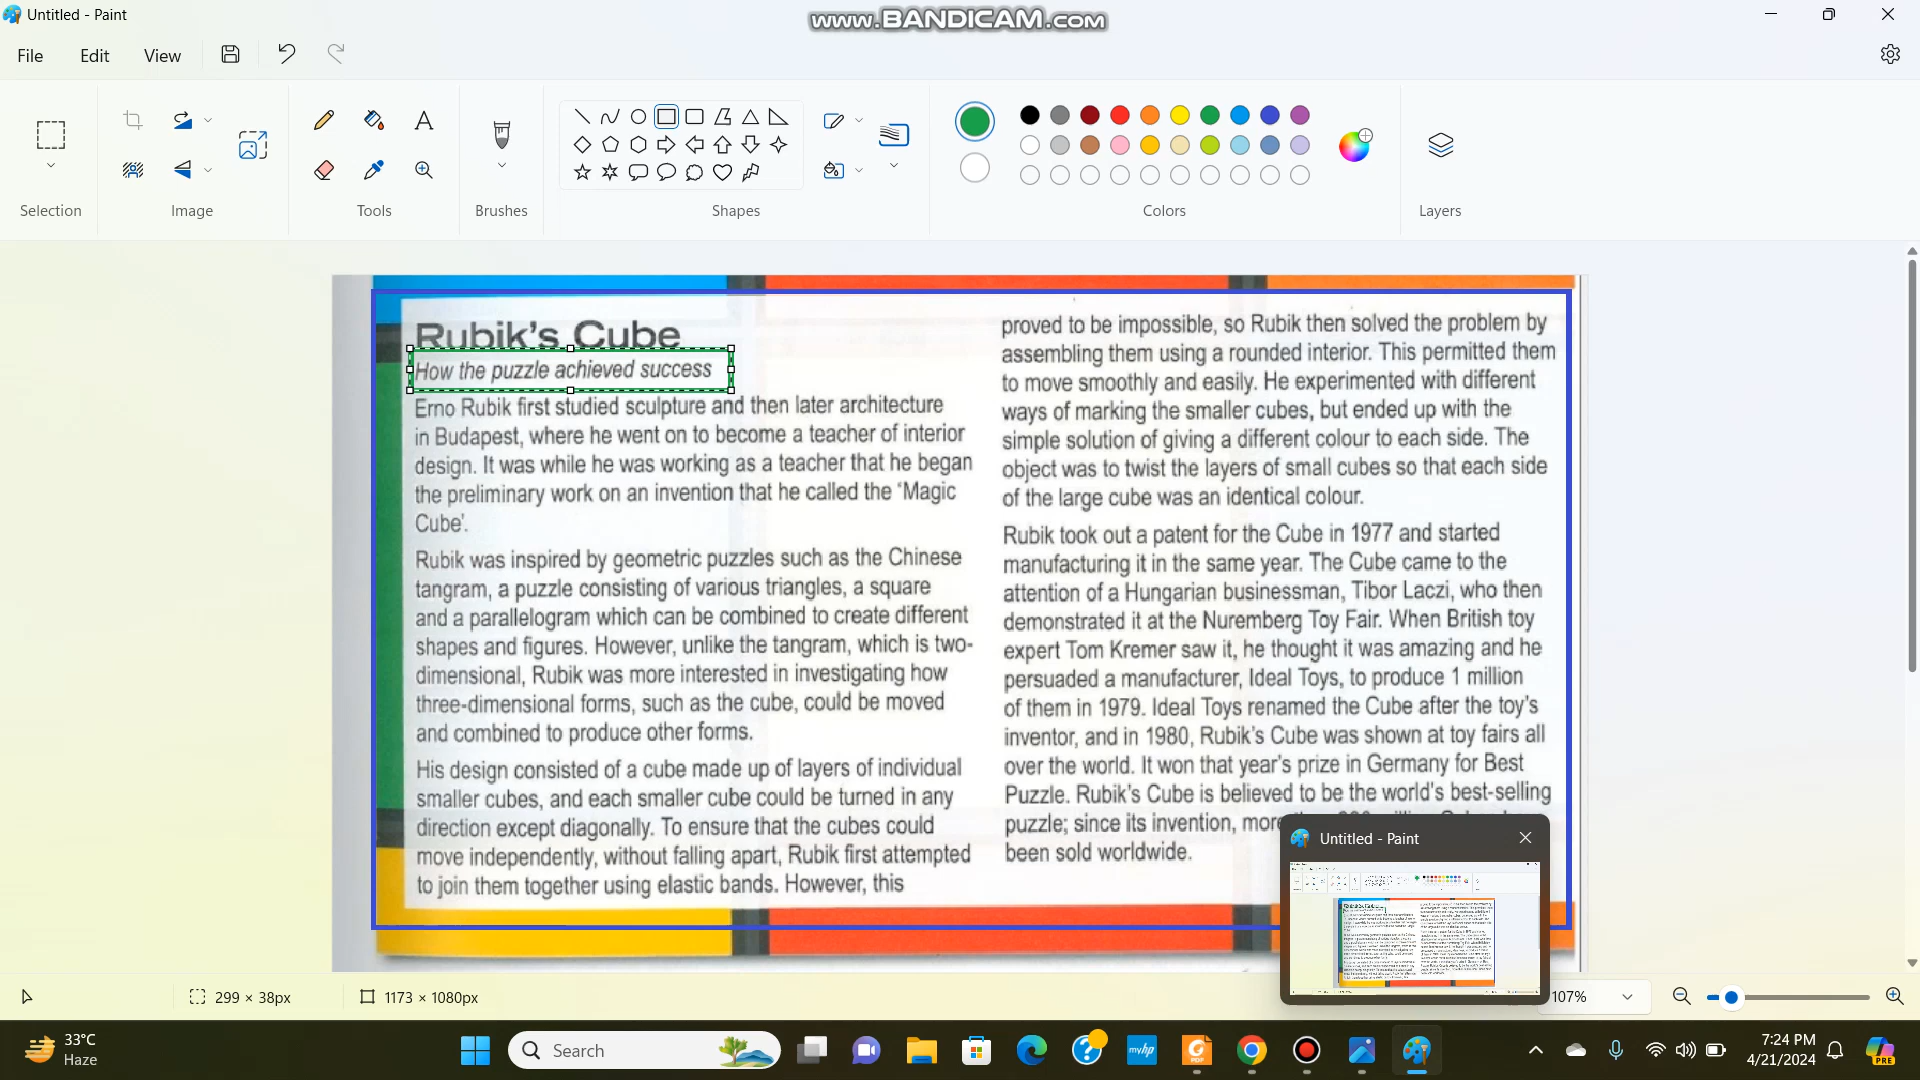 Untitled - Paint
www.BANDICAM.com
File
Edit
View
Selection
Image
Tools
Brushes
Shapes
Colors
Layers
Rubik's Cube
How the puzzle achieved success
Erno Rubik first studied sculpture and then later architecture
in Budapest, where he went on to become a teacher of interior
design. It was while he was working as a teacher that he began
the preliminary work on an invention that he called the 'Magic
Cube'.
Rubik was inspired by geometric puzzles such as the Chinese
tangram, a puzzle consisting of various triangles, a square
and a parallelogram which can be combined to create different
shapes and figures. However, unlike the tangram, which is two-
dimensional, Rubik was more interested in investigating how
three-dimensional forms, such as the cube, could be moved
and combined to produce other forms.
His design consisted of a cube made up of layers of individual
smaller cubes, and each smaller cube could be turned in any
direction except diagonally. To ensure that the cubes could
move independently, without falling apart, Rubik first attempted
to join them together using elastic bands. However, this
proved to be impossible, so Rubik then solved the problem by
assembling them using a rounded interior. This permitted them
to move smoothly and easily. He experimented with different
ways of marking the smaller cubes, but ended up with the
simple solution of giving a different colour to each side. The
object was to twist the layers of small cubes so that each side
of the large cube was an identical colour.
Rubik took out a patent for the Cube in 1977 and started
manufacturing it in the same year. The Cube came to the
attention of a Hungarian businessman, Tibor Laczi, who then
demonstrated it at the Nuremberg Toy Fair. When British toy
expert Tom Kremer saw it, he thought it was amazing and he
persuaded a manufacturer, Ideal Toys, to produce 1 million
of them in 1979. Ideal Toys renamed the Cube after the toy's
inventor, and in 1980, Rubik's Cube was shown at toy fairs all
over the world. It won that year's prize in Germany for Best
Puzzle. Rubik's Cube is believed to be the world's best-selling
puzzle; since its invention, more
been sold worldwide.
Untitled - Paint
299 × 38px
1173 × 1080px
107%
33°C
Haze
Search
myhp
PDF
7:24 PM
4/21/2024
PRE